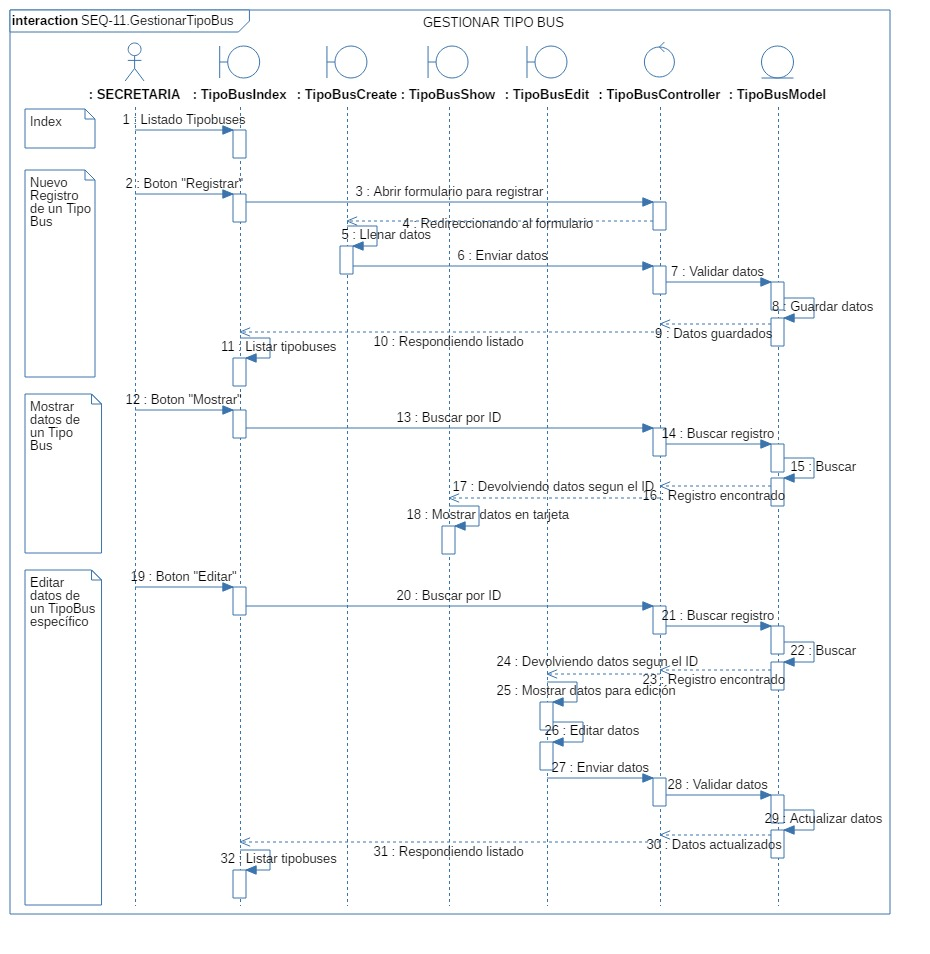 interaction SEQ-11.GestionarTipoBus
GESTIONAR TIPO BUS
: SECRETARIA : TipoBusIndex : TipoBusCreate : TipoBusShow : TipoBusEdit : TipoBusController : TipoBusModel
Index
1 : Listado Tipobuses
Nuevo
Registro
de un Tipo
Bus
2 : Boton "Registrar"
3 : Abrir formulario para registrar
4 : Redireccionando al formulario
5 : Llenar datos
6 : Enviar datos
7 : Validar datos
8 : Guardar datos
9 : Datos guardados
10 : Respondiendo listado
11 : Listar tipobuses
Mostrar
datos de
un Tipo
Bus
12 : Boton "Mostrar"
13 : Buscar por ID
14 : Buscar registro
15 : Buscar
16 : Registro encontrado
17 : Devolviendo datos segun el ID
18 : Mostrar datos en tarjeta
Editar
datos de
un TipoBus
específico
19 : Boton "Editar"
20 : Buscar por ID
21 : Buscar registro
22 : Buscar
23 : Registro encontrado
24 : Devolviendo datos segun el ID
25 : Mostrar datos para edición
26 : Editar datos
27 : Enviar datos
28 : Validar datos
29 : Actualizar datos
30 : Datos actualizados
31 : Respondiendo listado
32 : Listar tipobuses